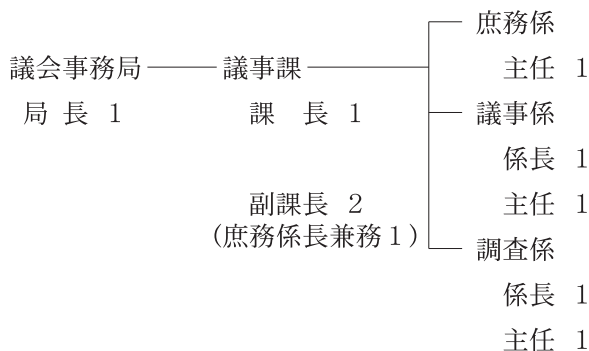 議会事務局
局長 1
議事課
課長 1
副課長 2
(庶務係長兼務1)
庶務係
主任 1
議事係
係長 1
主任 1
調査係
係長 1
主任 1